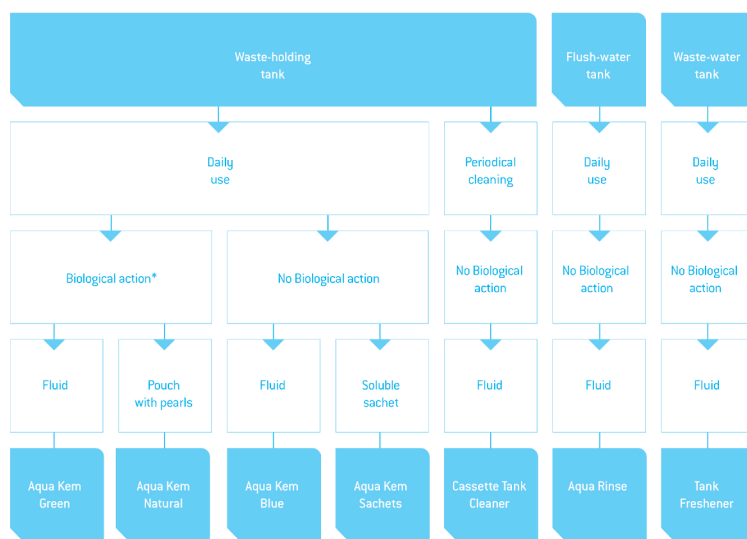 Waste-holding
tank
Flush-water
tank
Waste-water
tank
Daily
use
Periodical
cleaning
Daily
use
Daily
use
Biological action*
No Biological action
No Biological
action
No Biological
action
No Biological
action
Fluid
Pouch
with pearls
Fluid
Soluble
sachet
Fluid
Fluid
Fluid
Aqua Kem
Green
Aqua Kem
Natural
Aqua Kem
Blue
Aqua Kem
Sachets
Cassette Tank
Cleaner
Aqua Rinse
Tank
Freshener